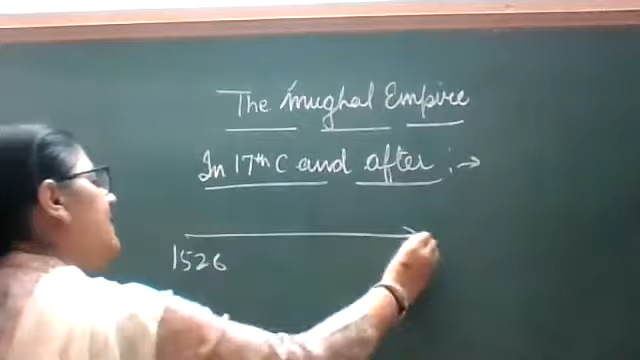 The Mughal Empire
In 17th C and after :→
1526